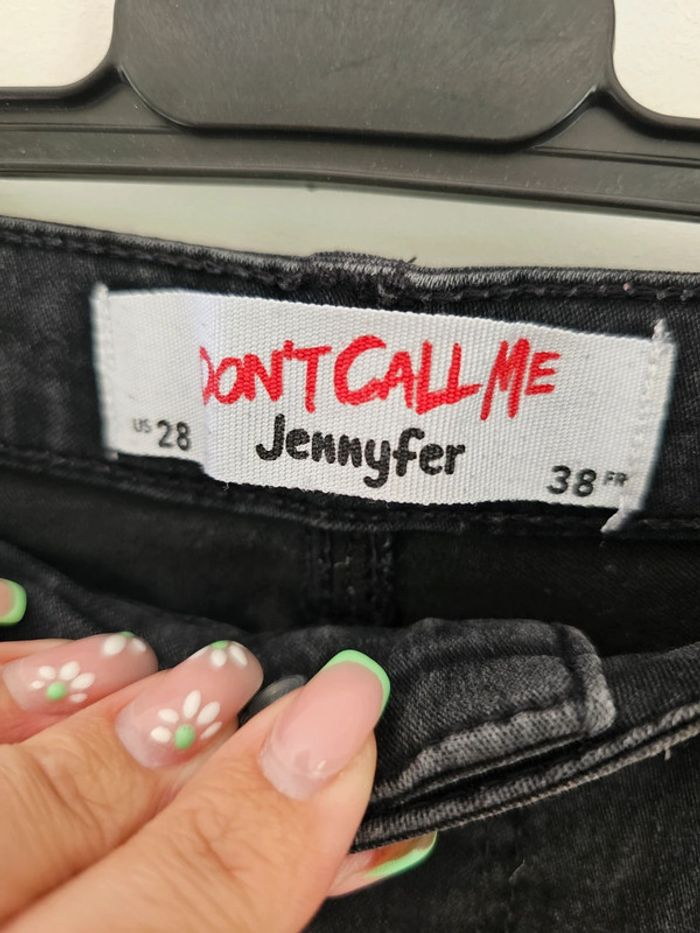 DON'T CALL ME
Jennyfer
US 28
38 FR